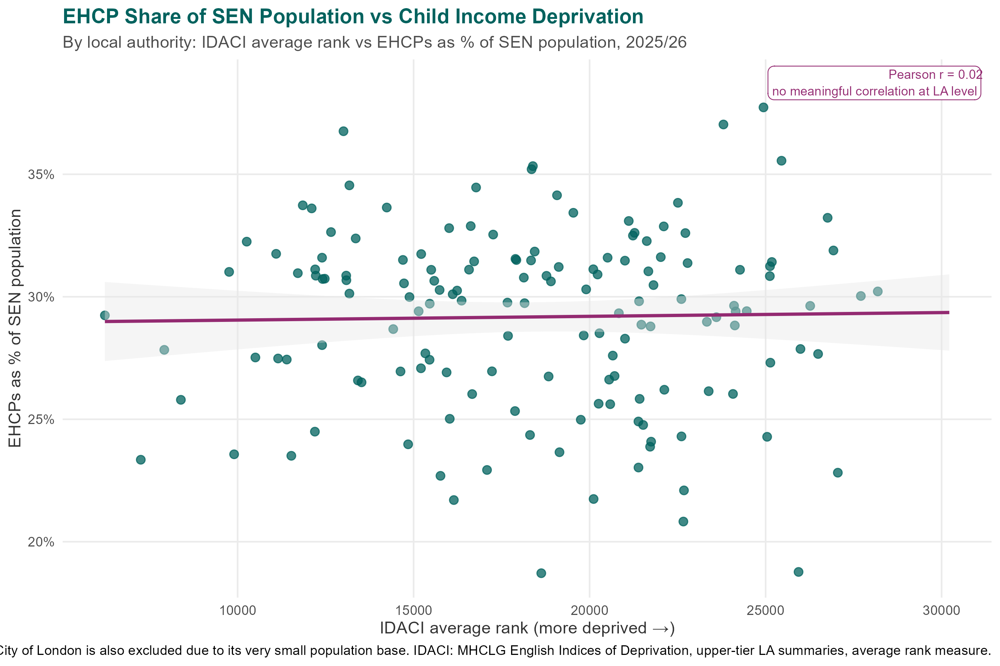 EHCP Share of SEN Population vs Child Income Deprivation
By local authority: IDACI average rank vs EHCPs as % of SEN population, 2025/26
Pearson r = 0.02
no meaningful correlation at LA level
EHCPs as % of SEN population
35%
30%
25%
20%
10000
15000
20000
25000
30000
IDACI average rank (more deprived →)
City of London is also excluded due to its very small population base. IDACI: MHCLG English Indices of Deprivation, upper-tier LA summaries, average rank measure.